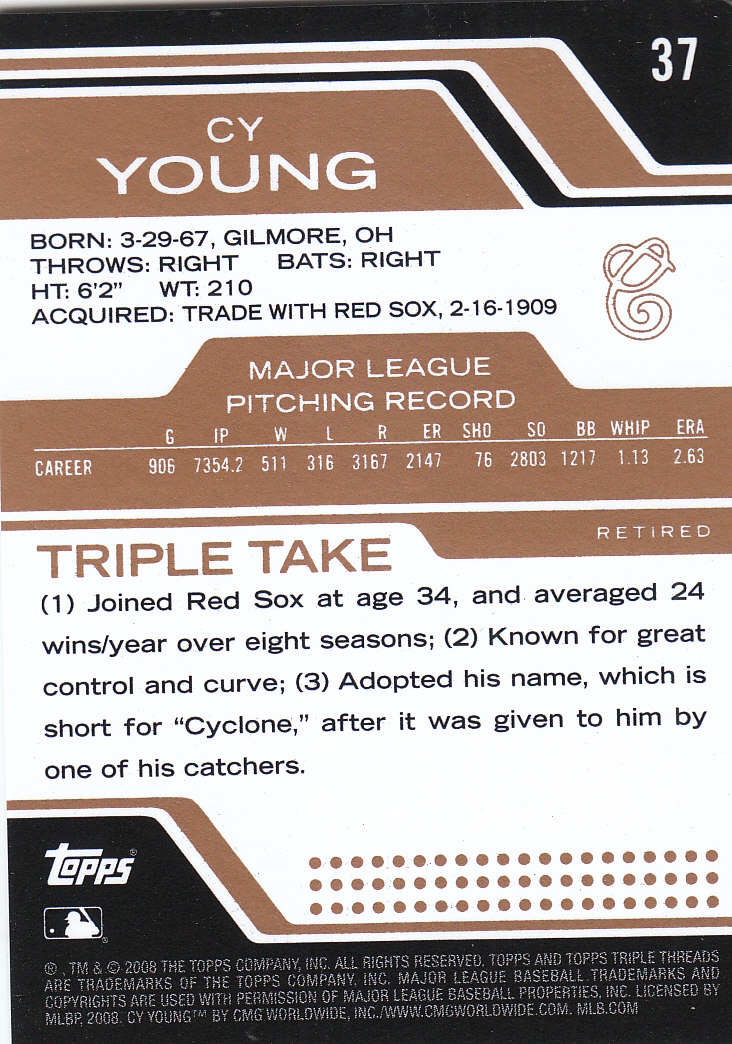 37
CY
YOUNG
BORN: 3-29-67, GILMORE, OH
THROWS: RIGHT BATS: RIGHT
HT: 6'2" WT: 210
ACQUIRED: TRADE WITH RED SOX, 2-16-1909
C
MAJOR LEAGUE
PITCHING RECORD
G IP W L R ER SHO SO BB WHIP ERA
CAREER 906 7354.2 511 316 3167 2147 76 2803 1217 1.13 2.63
RETIRED
TRIPLE TAKE
(1) Joined Red Sox at age 34, and averaged 24
wins/year over eight seasons; (2) Known for great
control and curve; (3) Adopted his name, which is
short for “Cyclone,” after it was given to him by
one of his catchers.
Topps®
®
®, TM & © 2008 THE TOPPS COMPANY, INC. ALL RIGHTS RESERVED. TOPPS AND TOPPS TRIPLE THREADS
ARE TRADEMARKS OF THE TOPPS COMPANY, INC. MAJOR LEAGUE BASEBALL TRADEMARKS AND
COPYRIGHTS ARE USED WITH PERMISSION OF MAJOR LEAGUE BASEBALL PROPERTIES, INC. LICENSED BY
MLBP, 2008. CY YOUNG™ BY CMG WORLDWIDE, INC./WWW.CMGWORLDWIDE.COM. MLB.COM